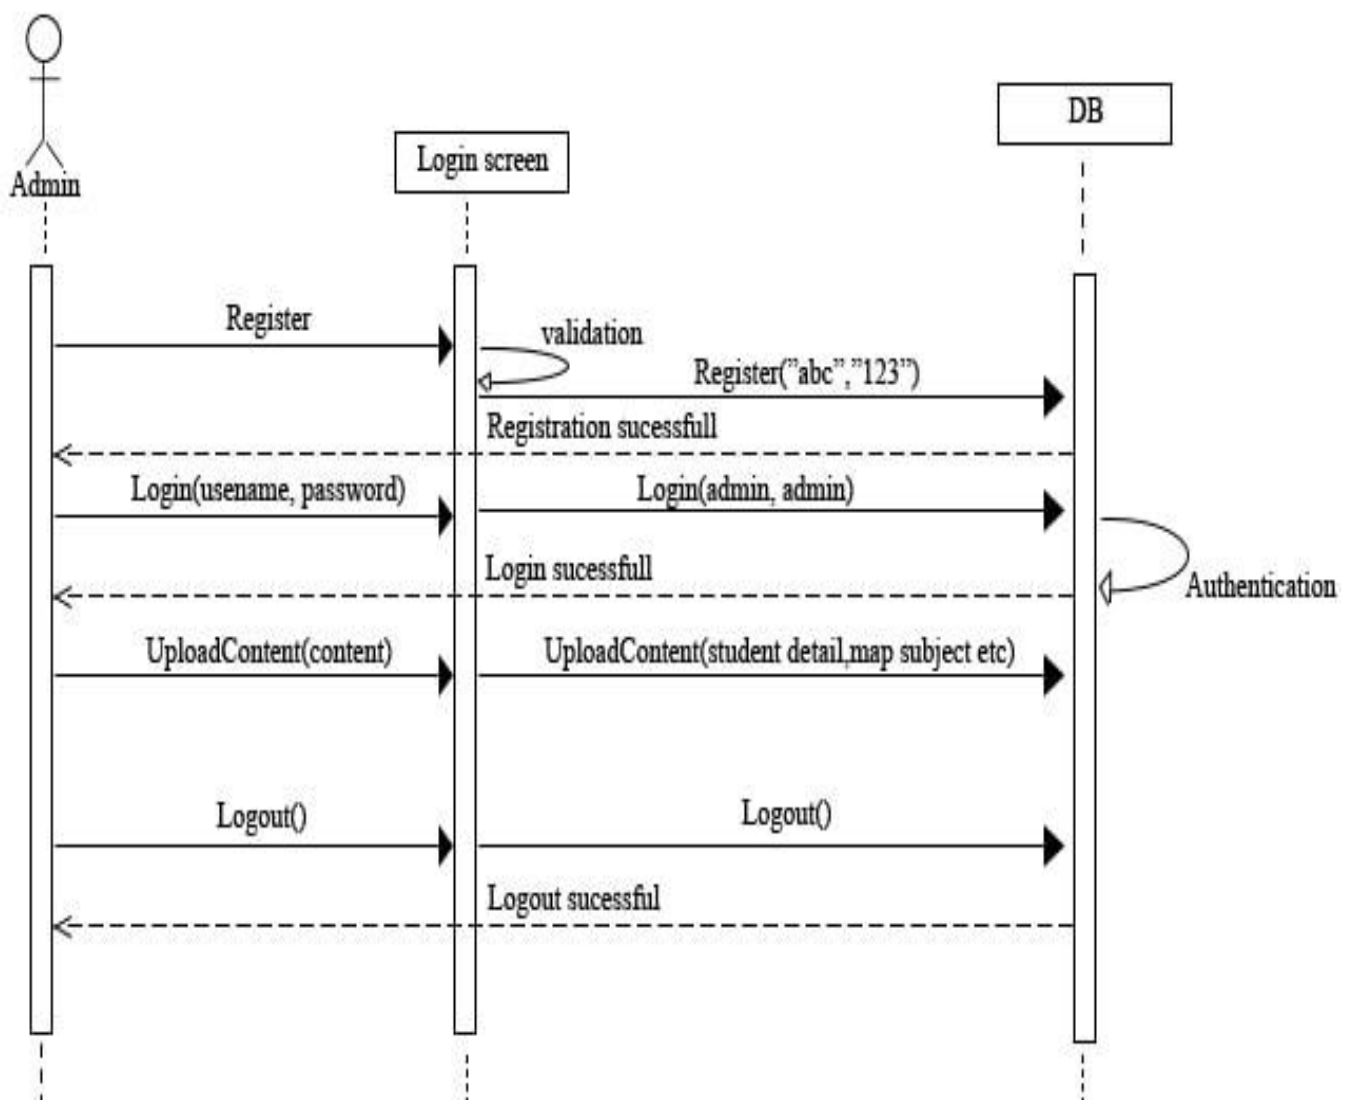 DB
Login screen
Admin
Register
validation
Register(”abc”,”123”)
Registration sucessfull
Login(usename, password)
Login(admin, admin)
Login sucessfull
Authentication
UploadContent(content)
UploadContent(student detail,map subject etc)
Logout()
Logout()
Logout sucessful